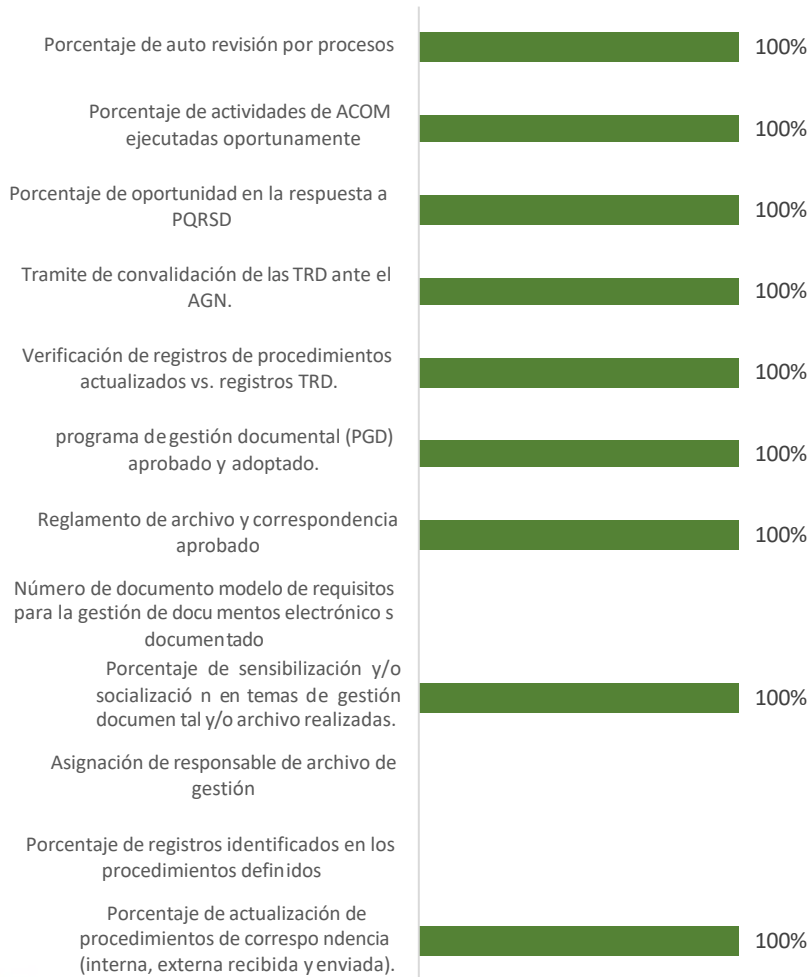 Porcentaje de auto revisión por procesos 100%
Porcentaje de actividades de ACOM
ejecutadas oportunamente 100%
Porcentaje de oportunidad en la respuesta a
PQRSD 100%
Tramite de convalidación de las TRD ante el
AGN. 100%
Verificación de registros de procedimientos
actualizados vs. registros TRD. 100%
programa de gestión documental (PGD)
aprobado y adoptado. 100%
Reglamento de archivo y correspondencia
aprobado 100%
Número de documento modelo de requisitos
para la gestión de docu mentos electrónico s
documentado
Porcentaje de sensibilización y/o
socializació n en temas de gestión
documen tal y/o archivo realizadas. 100%
Asignación de responsable de archivo de
gestión
Porcentaje de registros identificados en los
procedimientos definidos
Porcentaje de actualización de
procedimientos de correspo ndencia
(interna, externa recibida y enviada). 100%